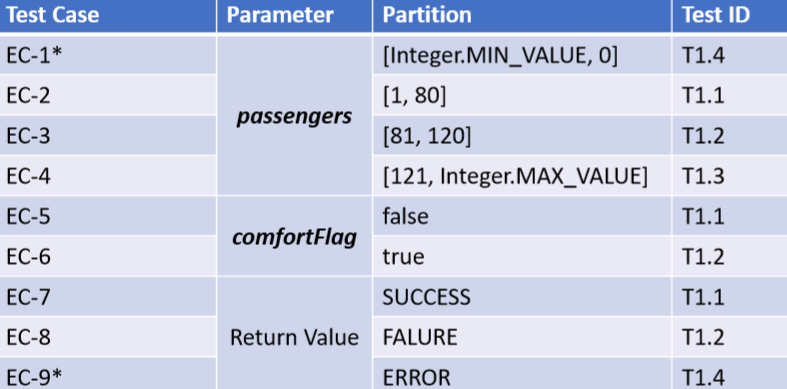 Test Case Parameter Partition Test ID
EC-1* [Integer.MIN_VALUE, 0] T1.4
EC-2 [1, 80] T1.1
passengers
EC-3 [81, 120] T1.2
EC-4 [121, Integer.MAX_VALUE] T1.3
EC-5 false T1.1
comfortFlag
EC-6 true T1.2
EC-7 SUCCESS T1.1
EC-8 Return Value FALURE T1.2
EC-9* ERROR T1.4